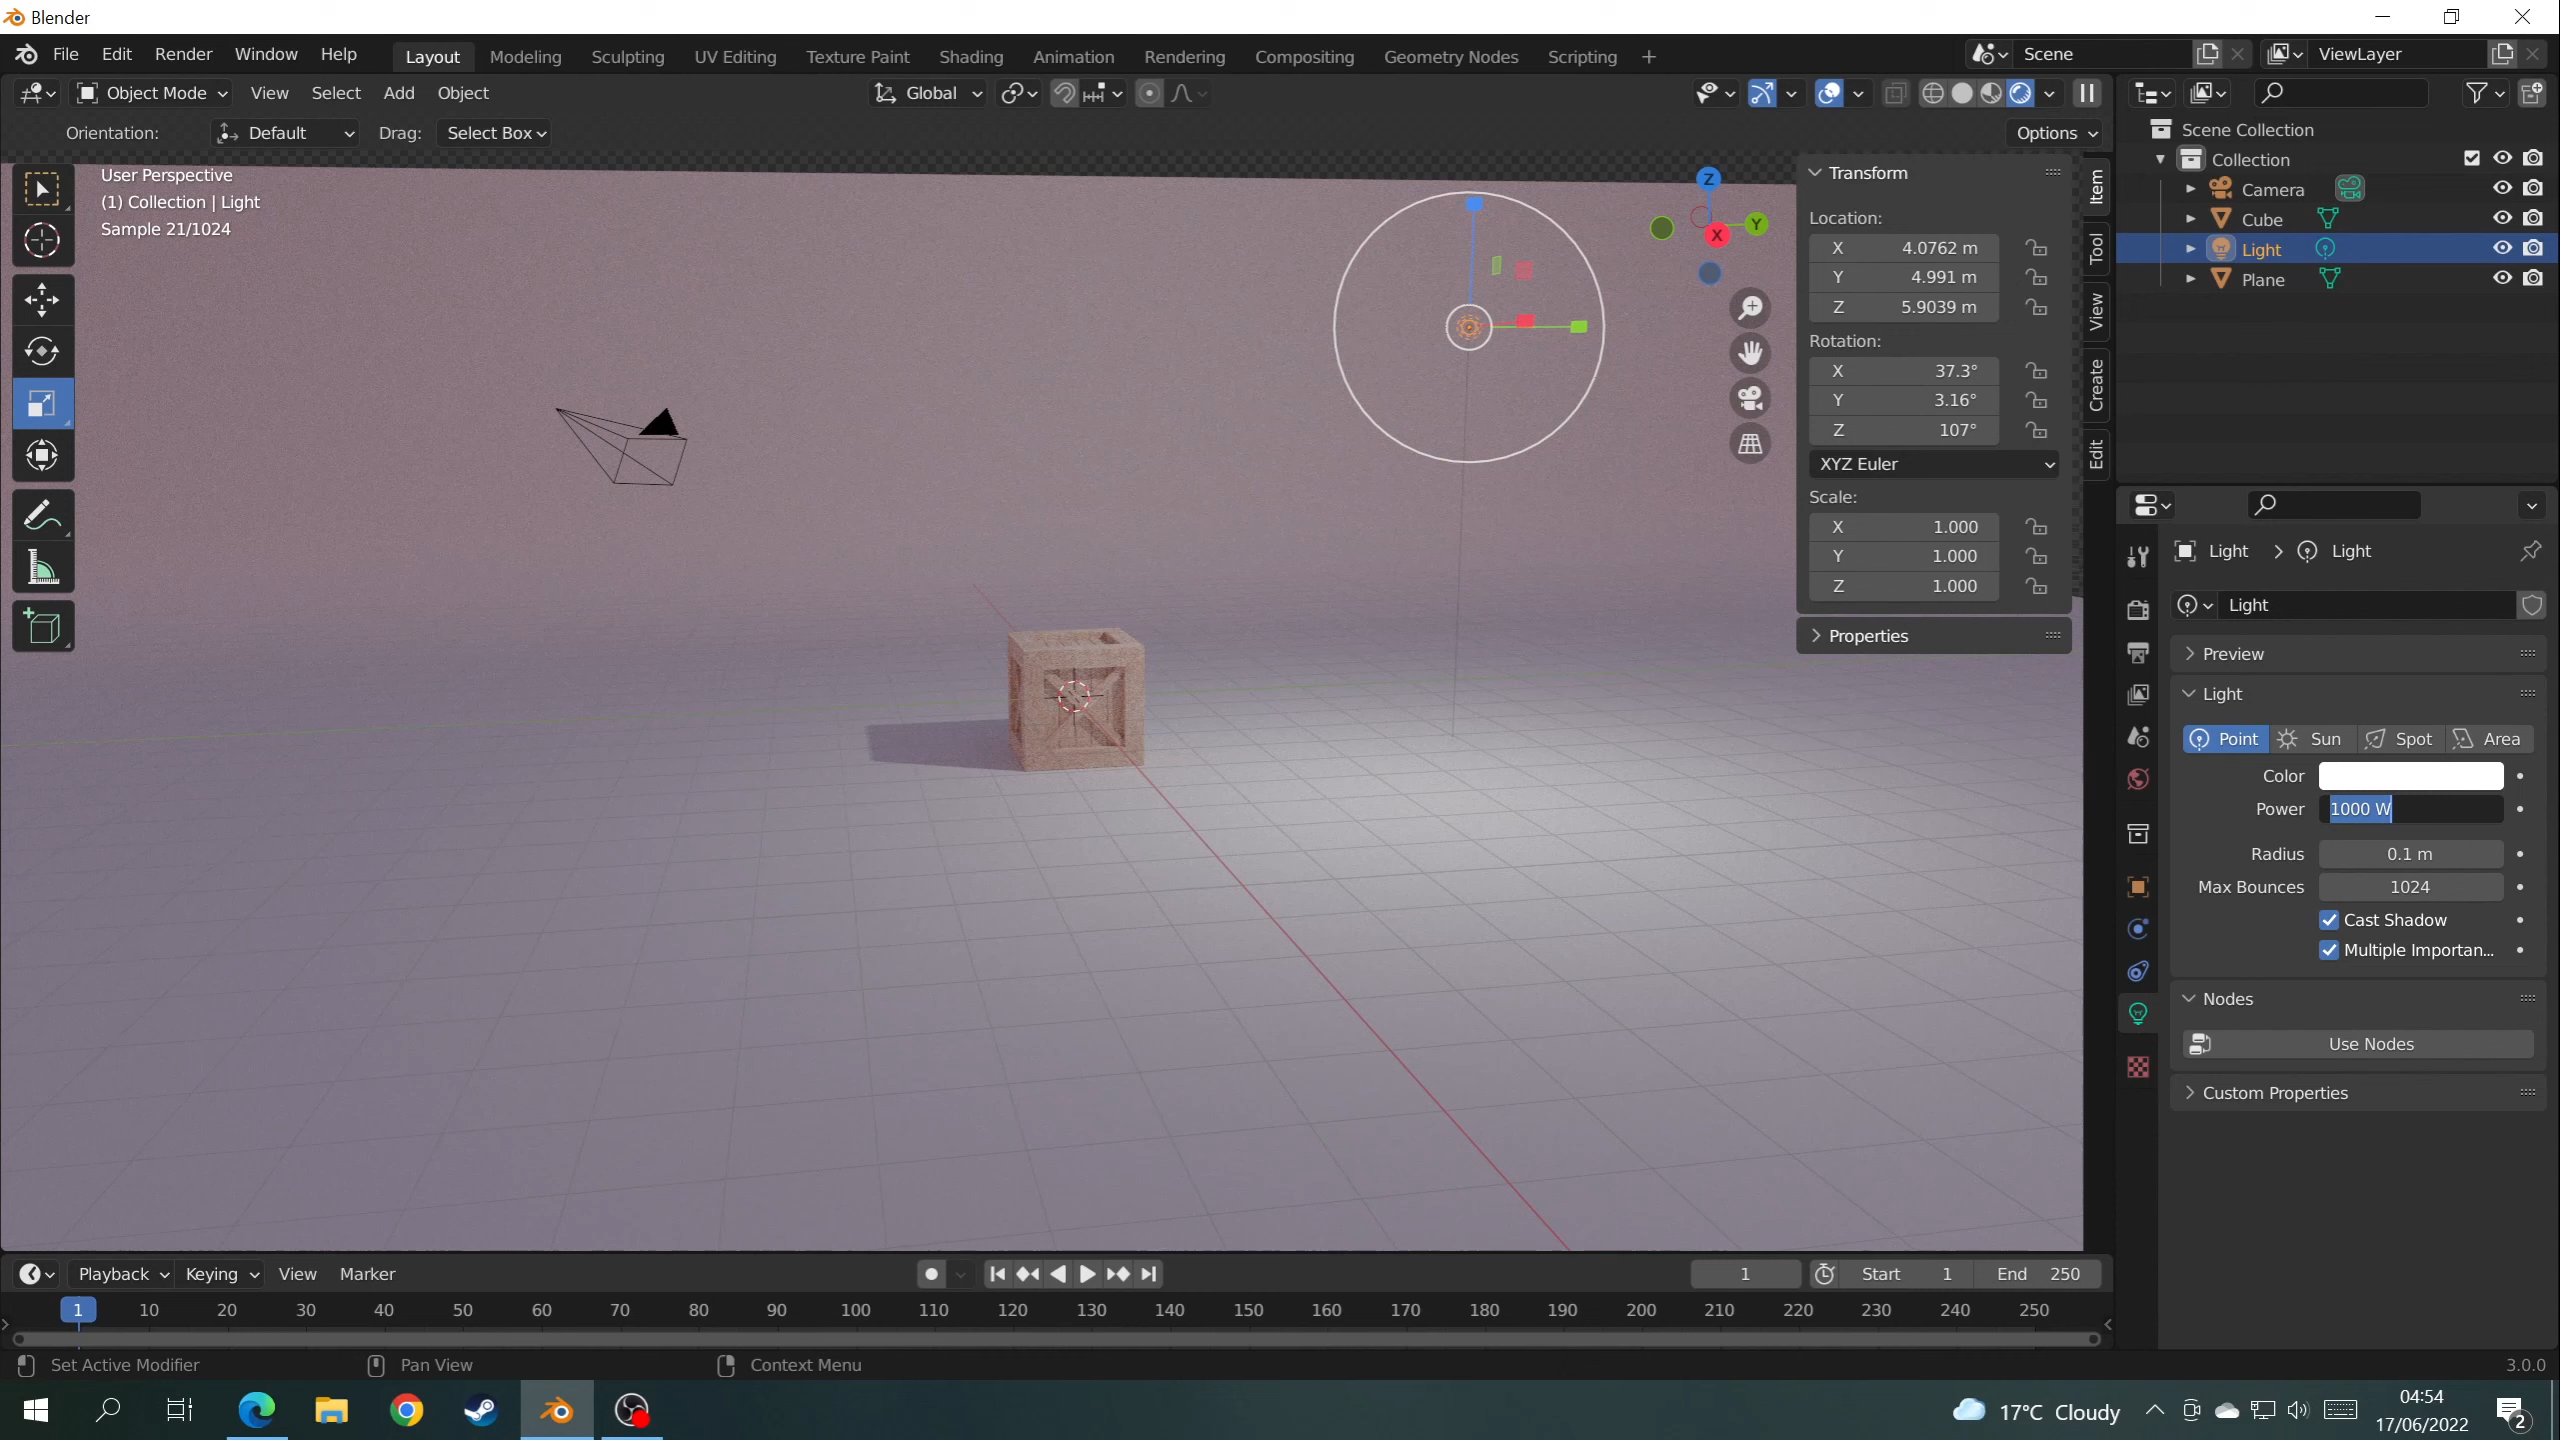 Blender
File Edit Render Window Help Layout Modeling Sculpting UV Editing Texture Paint Shading Animation Rendering Compositing Geometry Nodes Scripting + Scene ViewLayer
Object Mode View Select Add Object Global
Orientation: Default Drag: Select Box Options
User Perspective
(1) Collection | Light
Sample 21/1024
Z
Y
X
Transform
Location:
X 4.0762 m
Y 4.991 m
Z 5.9039 m
Rotation:
X 37.3°
Y 3.16°
Z 107°
XYZ Euler
Scale:
X 1.000
Y 1.000
Z 1.000
Properties
Item
Tool
View
Create
Edit
Scene Collection
Collection
Camera
Cube
Light
Plane
Light > Light
Light
Preview
Light
Point Sun Spot Area
Color
Power 1000 W
Radius 0.1 m
Max Bounces 1024
Cast Shadow
Multiple Importan...
Nodes
Use Nodes
Custom Properties
Playback Keying View Marker 1 Start 1 End 250
1 10 20 30 40 50 60 70 80 90 100 110 120 130 140 150 160 170 180 190 200 210 220 230 240 250
Set Active Modifier Pan View Context Menu 3.0.0
17°C Cloudy
04:54
17/06/2022
2